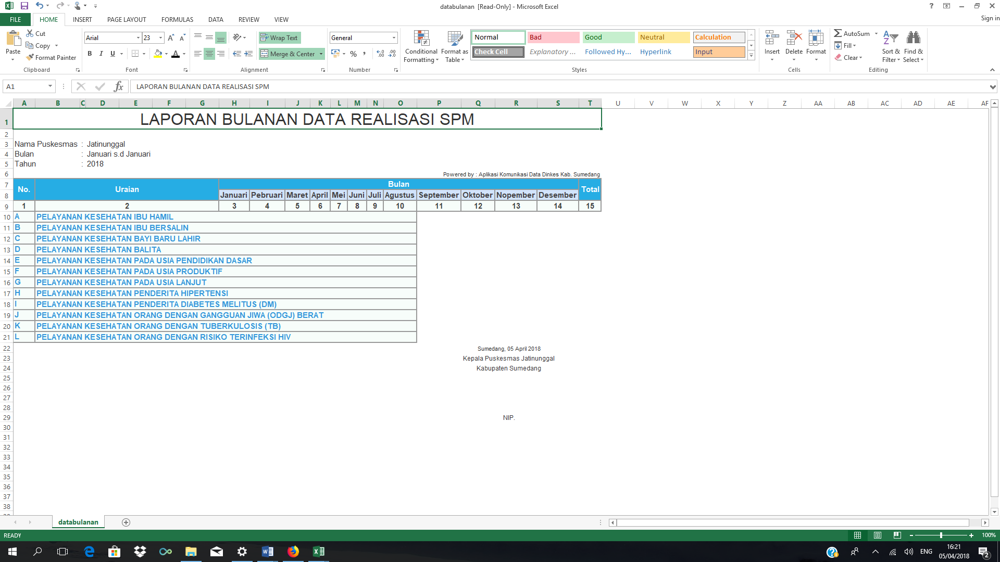 databulanan [Read-Only] - Microsoft Excel
FILE HOME INSERT PAGE LAYOUT FORMULAS DATA REVIEW VIEW Sign in
Paste Cut Copy Format Painter Clipboard
Arial 23 B I U Font
Wrap Text Merge & Center Alignment
General % Number
Conditional Formatting Format as Table
Normal Bad Good Neutral Calculation
Check Cell Explanatory ... Followed Hy... Hyperlink Input
Styles
Insert Delete Format Cells
AutoSum Fill Clear Sort & Filter Find & Select Editing
A1 fx LAPORAN BULANAN DATA REALISASI SPM
A B C D E F G H I J K L M N O P Q R S T U V W X Y Z AA AB AC AD AE AF
1 LAPORAN BULANAN DATA REALISASI SPM
2
3 Nama Puskesmas : Jatinunggal
4 Bulan : Januari s.d Januari
5 Tahun : 2018
6 Powered by : Aplikasi Komunikasi Data Dinkes Kab. Sumedang
7 No. Uraian Bulan Total
8 Januari Pebruari Maret April Mei Juni Juli Agustus September Oktober Nopember Desember
9 1 2 3 4 5 6 7 8 9 10 11 12 13 14 15
10 A PELAYANAN KESEHATAN IBU HAMIL
11 B PELAYANAN KESEHATAN IBU BERSALIN
12 C PELAYANAN KESEHATAN BAYI BARU LAHIR
13 D PELAYANAN KESEHATAN BALITA
14 E PELAYANAN KESEHATAN PADA USIA PENDIDIKAN DASAR
15 F PELAYANAN KESEHATAN PADA USIA PRODUKTIF
16 G PELAYANAN KESEHATAN PADA USIA LANJUT
17 H PELAYANAN KESEHATAN PENDERITA HIPERTENSI
18 I PELAYANAN KESEHATAN PENDERITA DIABETES MELITUS (DM)
19 J PELAYANAN KESEHATAN ORANG DENGAN GANGGUAN JIWA (ODGJ) BERAT
20 K PELAYANAN KESEHATAN ORANG DENGAN TUBERKULOSIS (TB)
21 L PELAYANAN KESEHATAN ORANG DENGAN RISIKO TERINFEKSI HIV
22 Sumedang, 05 April 2018
23 Kepala Puskesmas Jatinunggal
24 Kabupaten Sumedang
25
26
27
28
29 NIP.
30
31
32
33
34
35
36
37
38
databulanan
READY 100%
ENG 16:21
05/04/2018 2